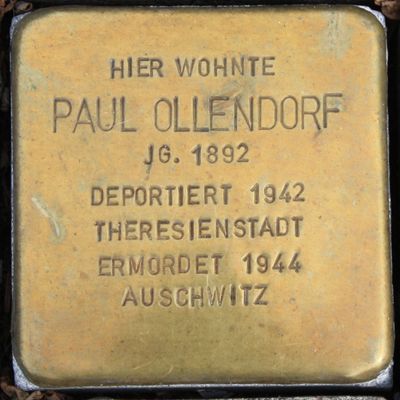 HIER WOHNTE
PAUL OLLENDORF
JG. 1892
DEPORTIERT 1942
THERESIENSTADT
ERMORDET 1944
AUSCHWITZ